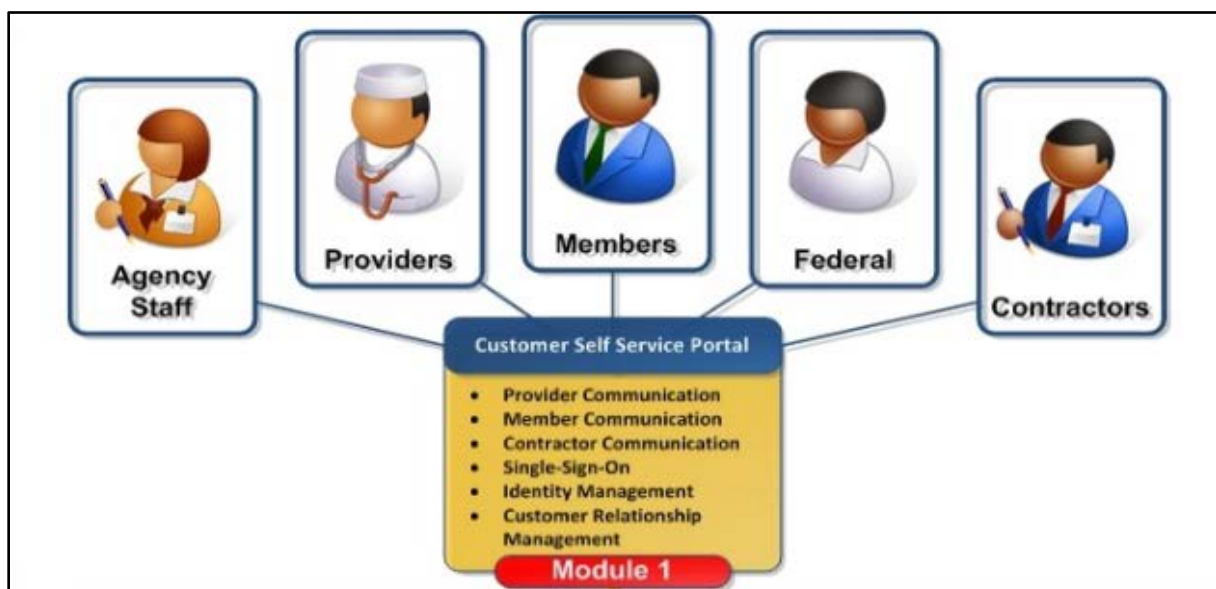 Agency
Staff
Providers
Members
Federal
Contractors
Customer Self Service Portal
• Provider Communication
• Member Communication
• Contractor Communication
• Single-Sign-On
• Identity Management
• Customer Relationship
Management
Module 1